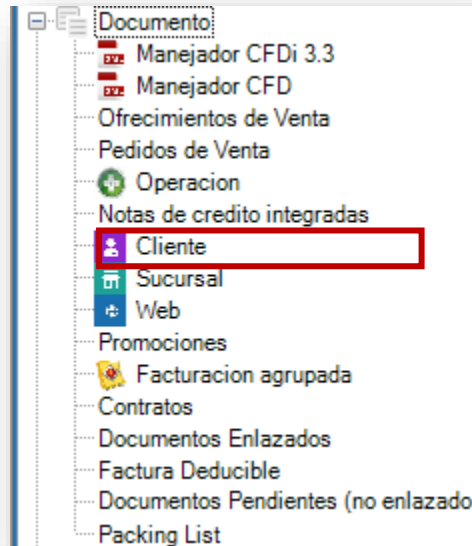 Documento
Manejador CFDi 3.3
Manejador CFD
Ofrecimientos de Venta
Pedidos de Venta
Operacion
Notas de credito integradas
Cliente
Sucursal
Web
Promociones
Facturacion agrupada
Contratos
Documentos Enlazados
Factura Deducible
Documentos Pendientes (no enlazado
Packing List